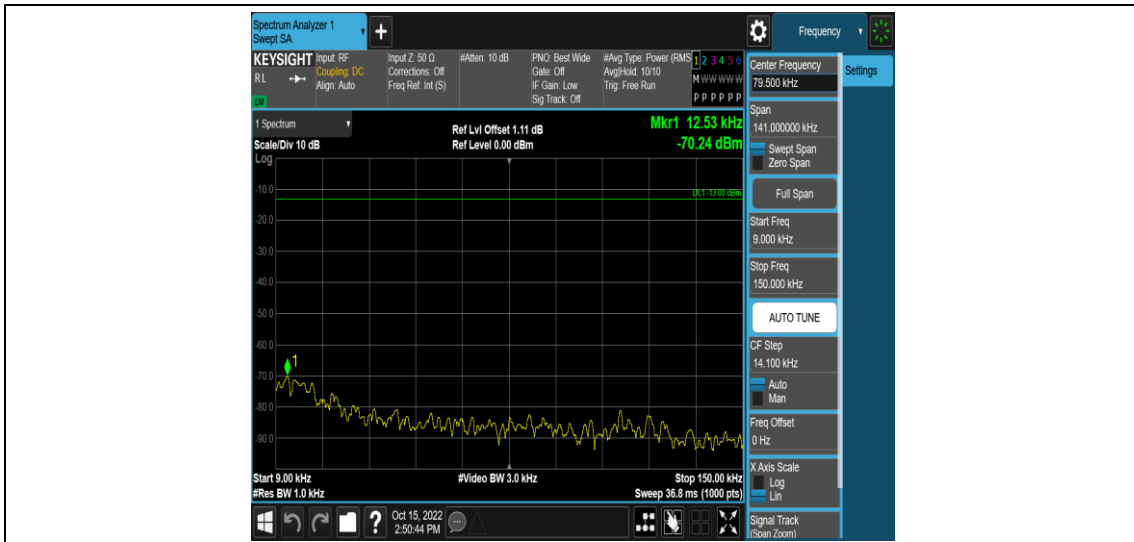 Spectrum Analyzer 1
Swept SA
+
Frequency
KEYSIGHT
RL
LXI
Input: RF
Coupling: DC
Align: Auto
Input Z: 50 Ω
Corrections: Off
Freq Ref: Int (S)
#Atten: 10 dB
PNO: Best Wide
Gate: Off
IF Gain: Low
Sig Track: Off
#Avg Type: Power (RMS
Avg|Hold: 10/10
Trig: Free Run
1 2 3 4 5 6
M W W W W W
P P P P P P
1 Spectrum
Scale/Div 10 dB
Log
Ref Lvl Offset 1.11 dB
Ref Level 0.00 dBm
Mkr1 12.53 kHz
-70.24 dBm
DL1 -13.00 dBm
-10.0
-20.0
-30.0
-40.0
-50.0
-60.0
-70.0
-80.0
-90.0
1
Start 9.00 kHz
#Res BW 1.0 kHz
#Video BW 3.0 kHz
Stop 150.00 kHz
Sweep 36.8 ms (1000 pts)
?
Oct 15, 2022
2:50:44 PM
Center Frequency
79.500 kHz
Settings
Span
141.000000 kHz
Swept Span
Zero Span
Full Span
Start Freq
9.000 kHz
Stop Freq
150.000 kHz
AUTO TUNE
CF Step
14.100 kHz
Auto
Man
Freq Offset
0 Hz
X Axis Scale
Log
Lin
Signal Track
(Span Zoom)